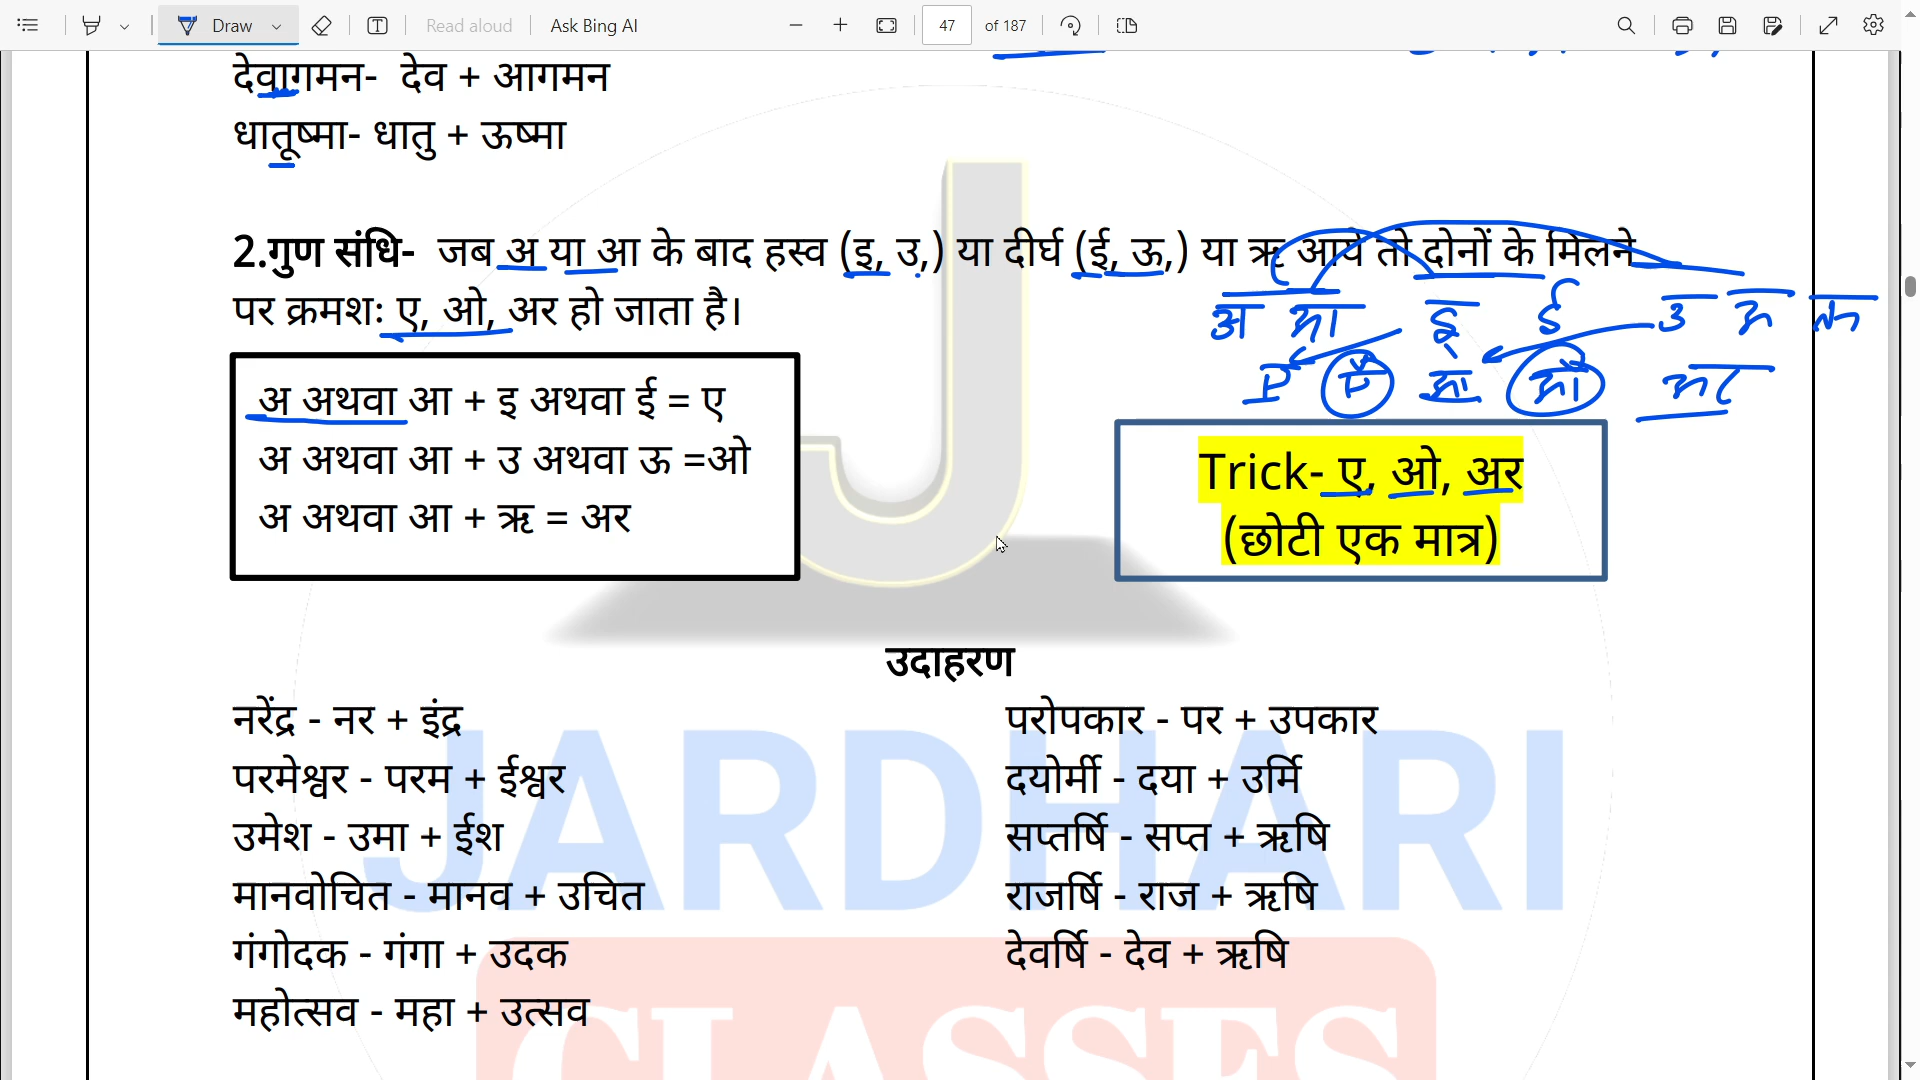 Draw
Read aloud
Ask Bing AI
47 of 187
देवागमन- देव + आगमन
धातूष्मा- धातु + ऊष्मा
2.गुण संधि- जब अ या आ के बाद हस्व (इ, उ,) या दीर्घ (ई, ऊ,) या ऋ आये तो दोनों के मिलने
पर क्रमशः ए, ओ, अर हो जाता है।
अ आ इ ई उ ऊ ऋ
ए ऐ ओ औ अर
अ अथवा आ + इ अथवा ई = ए
अ अथवा आ + उ अथवा ऊ =ओ
अ अथवा आ + ऋ = अर
Trick- ए, ओ, अर
(छोटी एक मात्र)
उदाहरण
नरेंद्र - नर + इंद्र
परमेश्वर - परम + ईश्वर
उमेश - उमा + ईश
मानवोचित - मानव + उचित
गंगोदक - गंगा + उदक
महोत्सव - महा + उत्सव
परोपकार - पर + उपकार
दयोर्मी - दया + उर्मि
सप्तर्षि - सप्त + ऋषि
राजर्षि - राज + ऋषि
देवर्षि - देव + ऋषि
J
JARDHARI
CLASSES